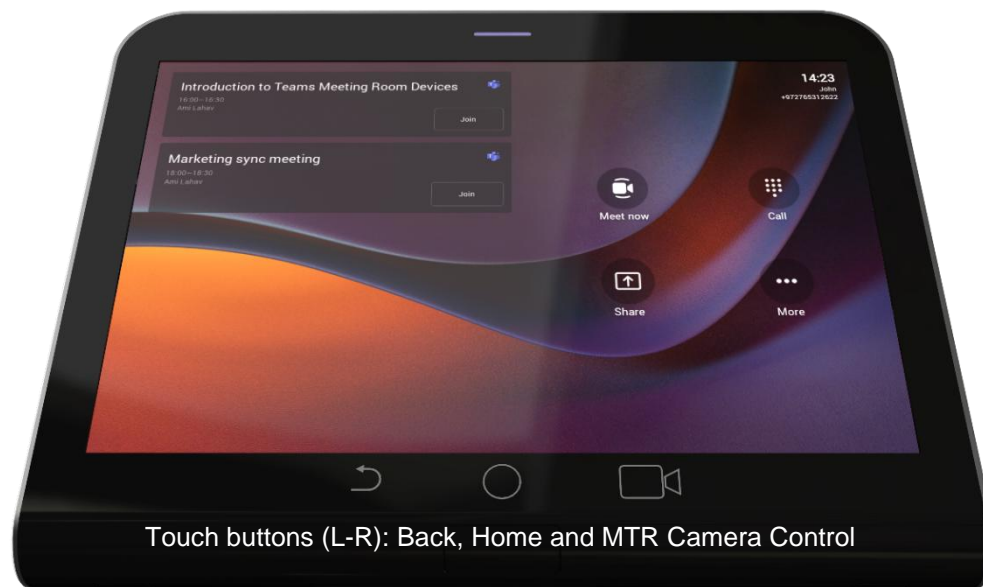 Introduction to Teams Meeting Room Devices
16:00–16:30
Ami Lahav
Join
Marketing sync meeting
18:00–18:30
Ami Lahav
Join
14:23
John
+972765312622
Meet now
Call
Share
More
Touch buttons (L-R): Back, Home and MTR Camera Control